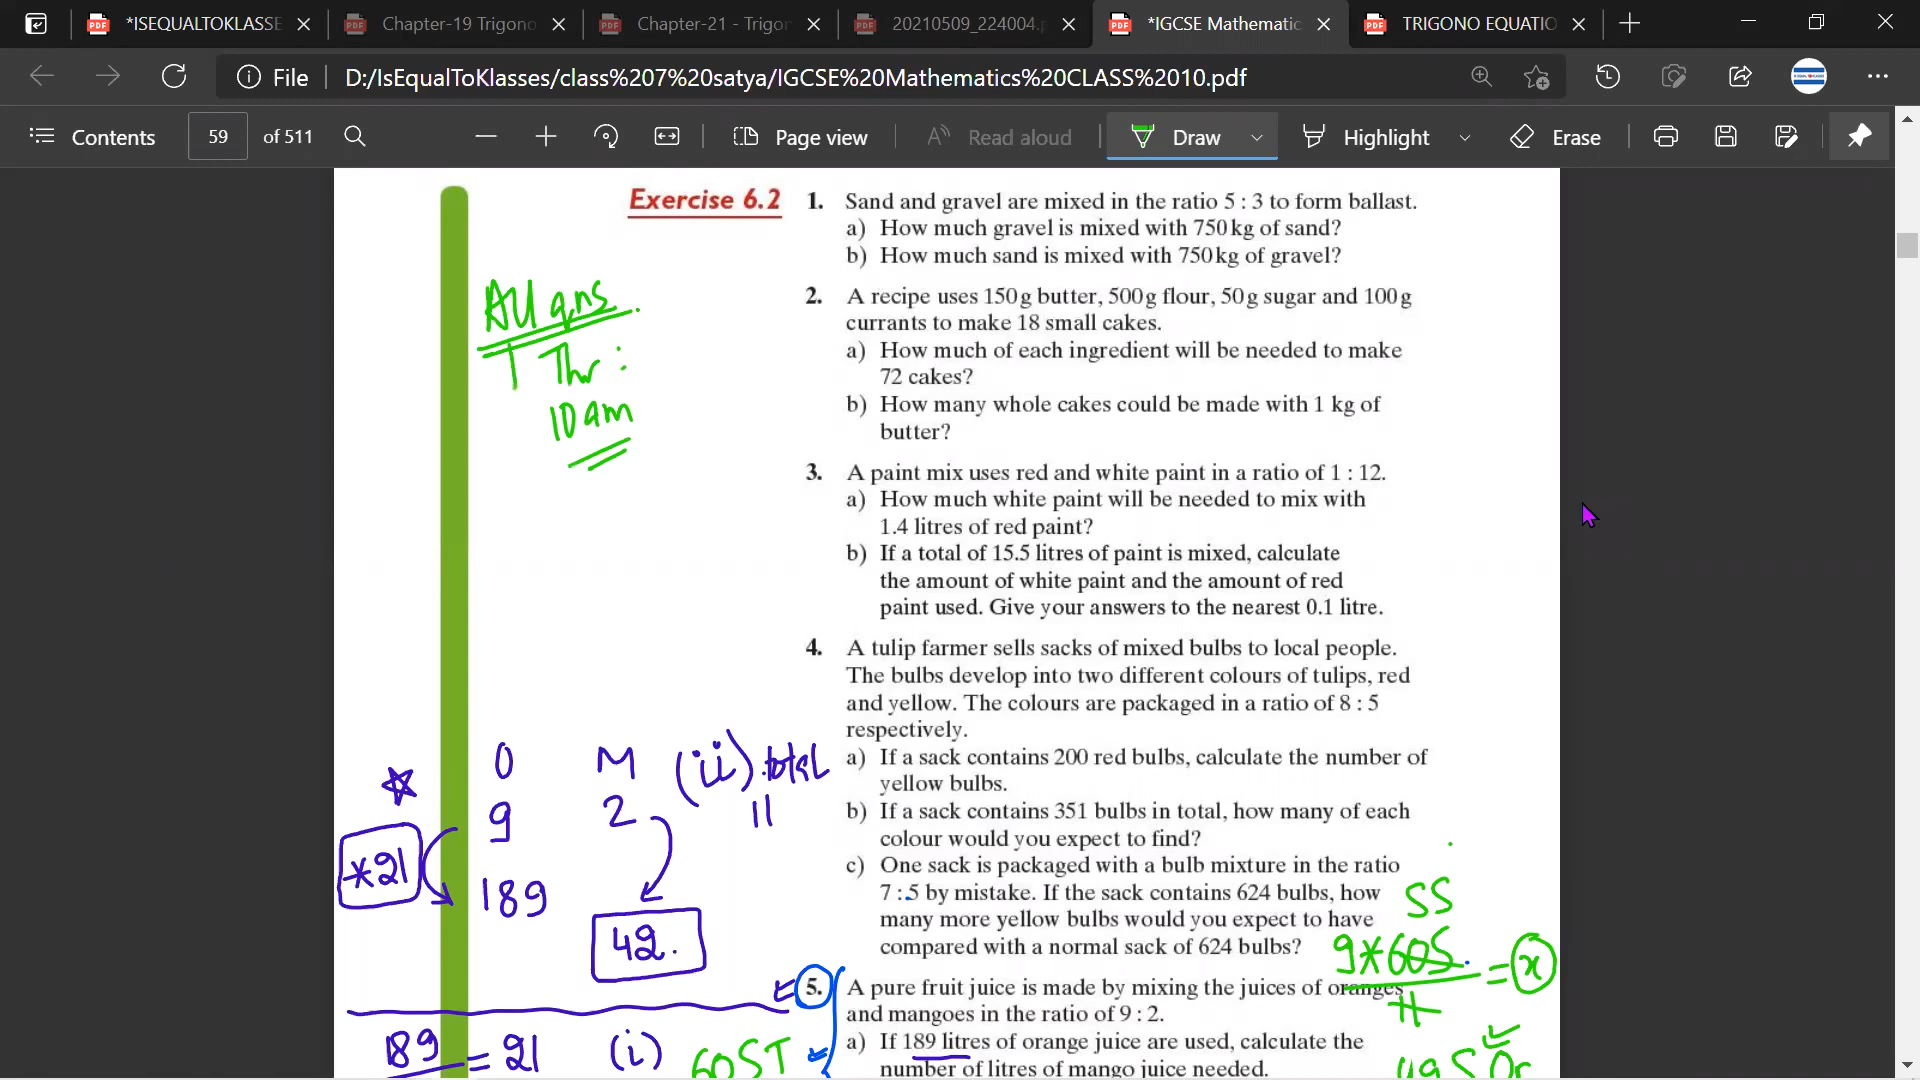 *ISEQUALTOKLASSE
Chapter-19 Trigono
Chapter-21 - Trigor
20210509_224004.p
*IGCSE Mathematic
TRIGONO EQUATIO
File
D:/IsEqualToKlasses/class%207%20satya/IGCSE%20Mathematics%20CLASS%2010.pdf
Contents
59
of 511
Page view
Read aloud
Draw
Highlight
Erase
Exercise 6.2
1. Sand and gravel are mixed in the ratio 5 : 3 to form ballast.
a) How much gravel is mixed with 750 kg of sand?
b) How much sand is mixed with 750 kg of gravel?
2. A recipe uses 150 g butter, 500 g flour, 50 g sugar and 100 g
currants to make 18 small cakes.
a) How much of each ingredient will be needed to make
72 cakes?
b) How many whole cakes could be made with 1 kg of
butter?
3. A paint mix uses red and white paint in a ratio of 1 : 12.
a) How much white paint will be needed to mix with
1.4 litres of red paint?
b) If a total of 15.5 litres of paint is mixed, calculate
the amount of white paint and the amount of red
paint used. Give your answers to the nearest 0.1 litre.
4. A tulip farmer sells sacks of mixed bulbs to local people.
The bulbs develop into two different colours of tulips, red
and yellow. The colours are packaged in a ratio of 8 : 5
respectively.
a) If a sack contains 200 red bulbs, calculate the number of
yellow bulbs.
b) If a sack contains 351 bulbs in total, how many of each
colour would you expect to find?
c) One sack is packaged with a bulb mixture in the ratio
7 : 5 by mistake. If the sack contains 624 bulbs, how
many more yellow bulbs would you expect to have
compared with a normal sack of 624 bulbs?
5. A pure fruit juice is made by mixing the juices of oranges
and mangoes in the ratio of 9 : 2.
a) If 189 litres of orange juice are used, calculate the
number of litres of mango juice needed.
All qns.
Thr :
10 am
O M (ii) total
9 2 11
*21
189
42.
189 = 21 (i)
55
9*605 = x
11
495 Or